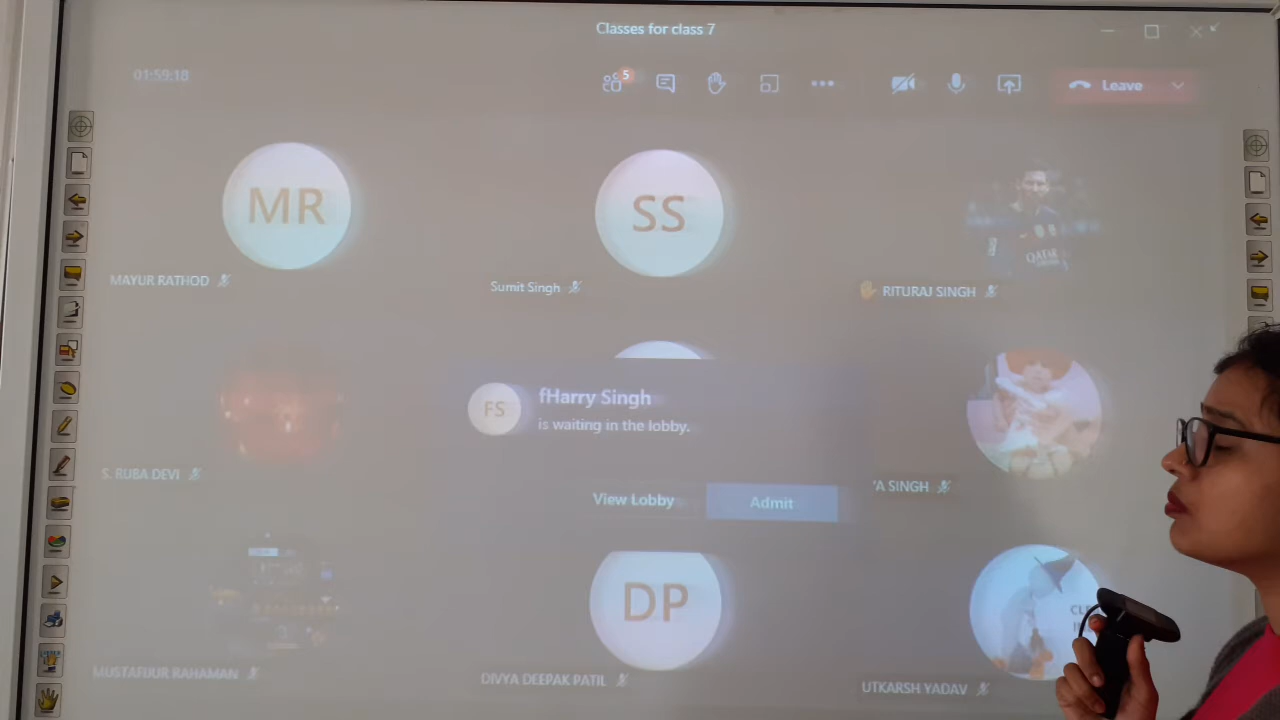 Classes for class 7
01:59:18
5
Leave
MR
SS
QATAR
MAYUR RATHOD
Sumit Singh
RITURAJ SINGH
FS
fHarry Singh
is waiting in the lobby.
S. RUBA DEVI
'A SINGH
View Lobby
Admit
DP
MUSTAFIJUR RAHAMAN
DIVYA DEEPAK PATIL
UTKARSH YADAV